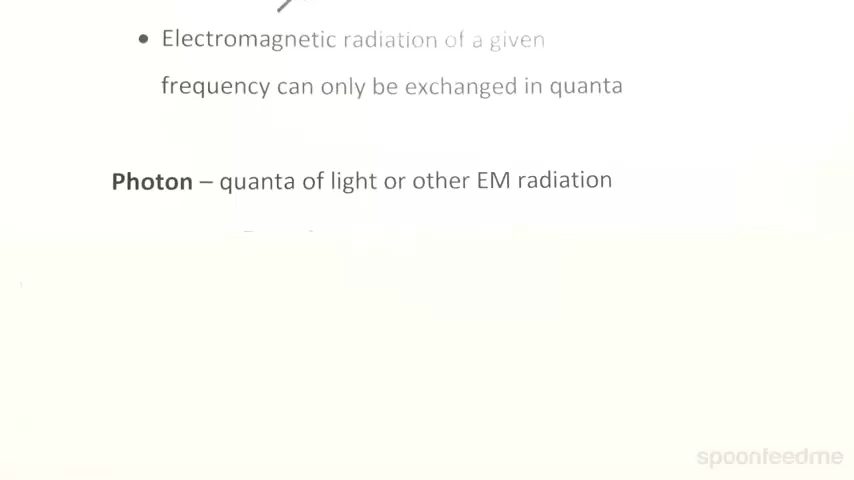 • Electromagnetic radiation of a given
frequency can only be exchanged in quanta
Photon – quanta of light or other EM radiation
spoonfeedme